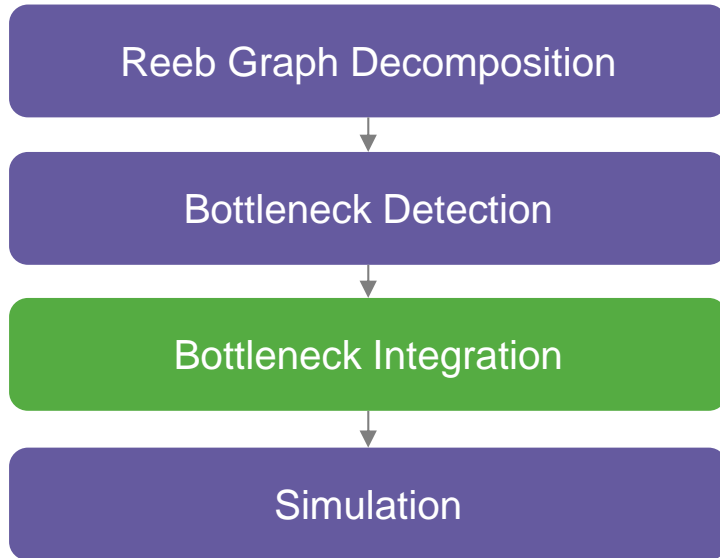 Reeb Graph Decomposition
Bottleneck Detection
Bottleneck Integration
Simulation